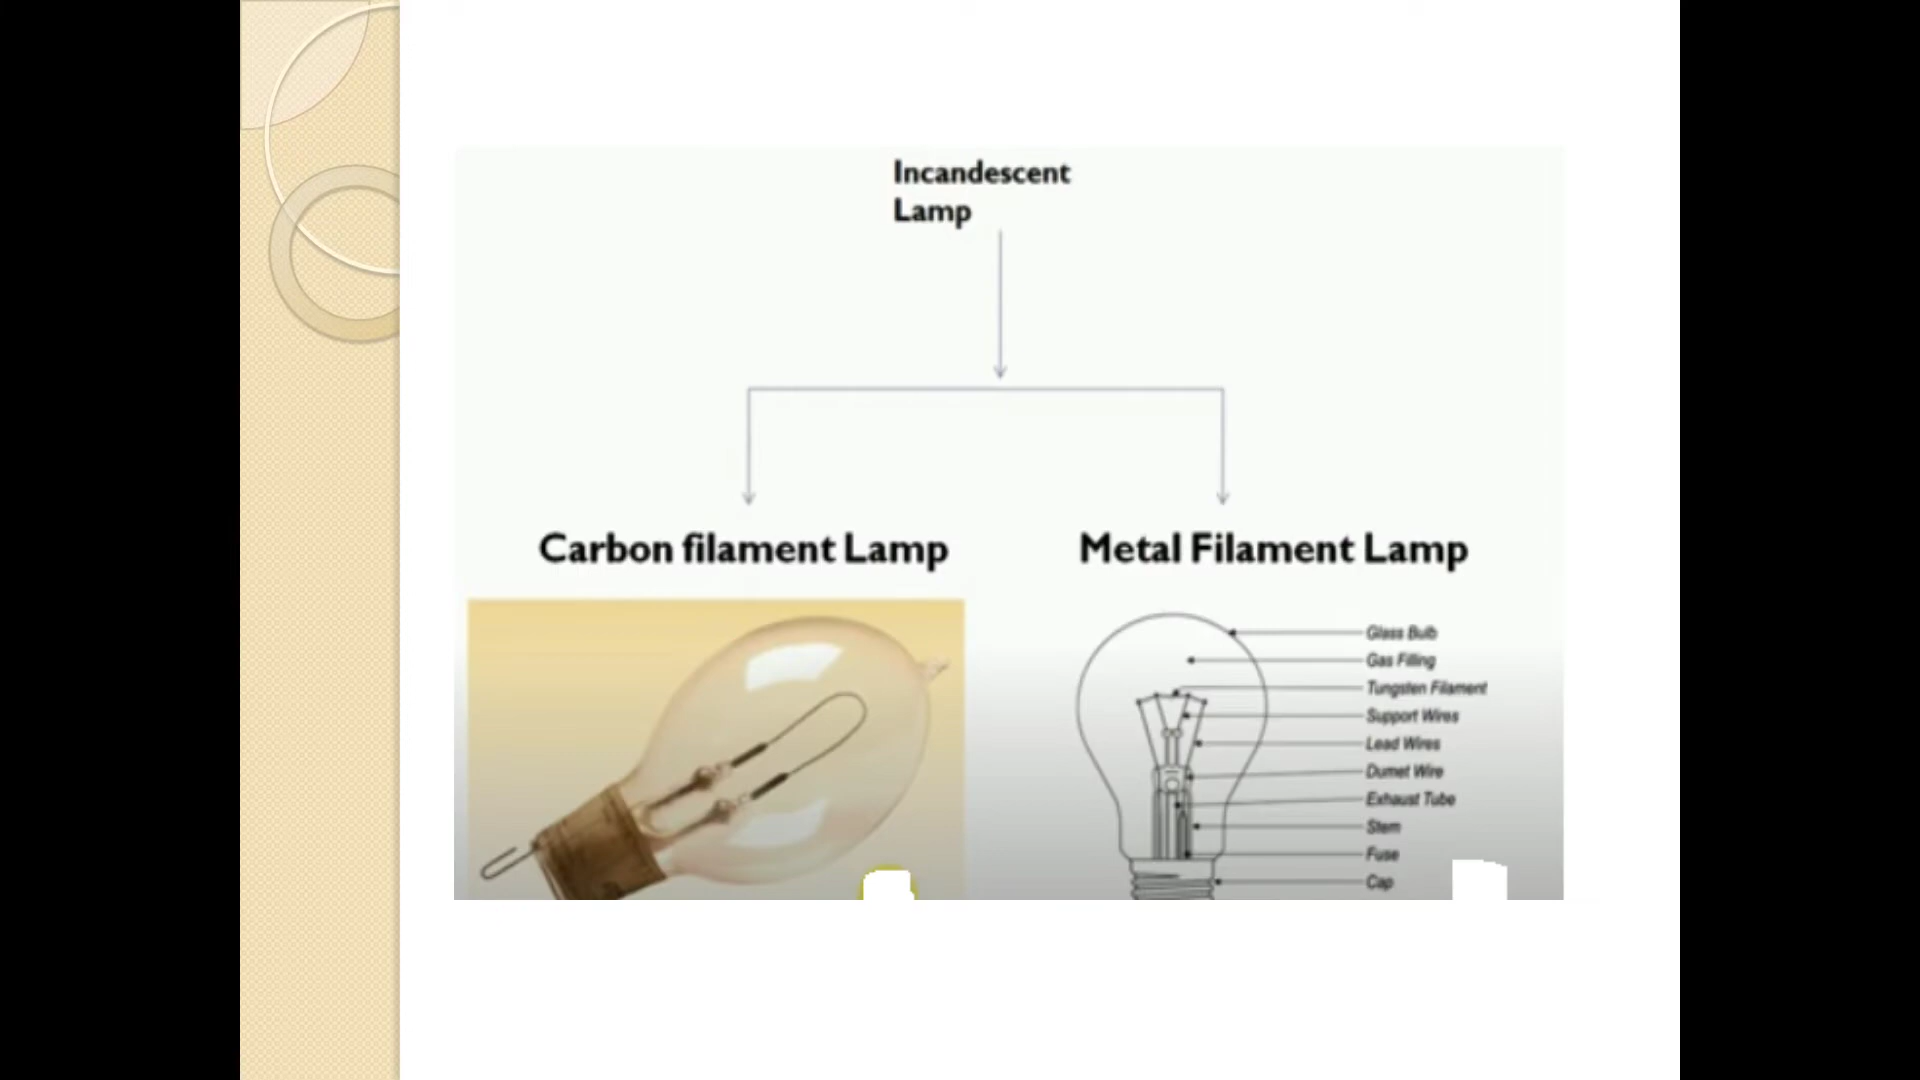 Incandescent
Lamp
Carbon filament Lamp
Metal Filament Lamp
Glass Bulb
Gas Filling
Tungsten Filament
Support Wires
Lead Wires
Dumet Wire
Exhaust Tube
Stem
Fuse
Cap